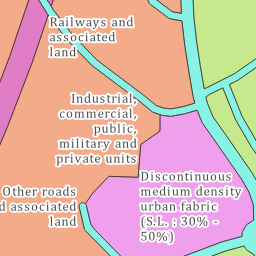 Railways and
associated
land
Industrial,
commercial,
public,
military and
private units
Discontinuous
medium density
urban fabric
(S.L. : 30% -
50%)
Other roads
d associated
land